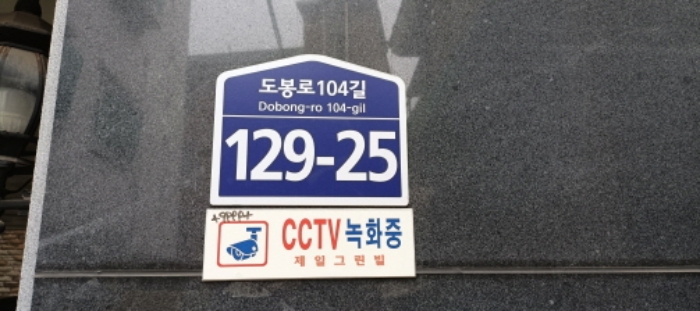 도봉로104길
Dobong-ro 104-gil
129-25
CCTV 녹화중
제일그린빌